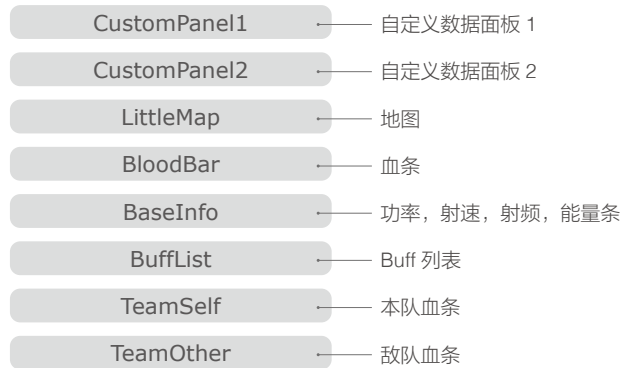 CustomPanel1 自定义数据面板 1
CustomPanel2 自定义数据面板 2
LittleMap 地图
BloodBar 血条
BaseInfo 功率，射速，射频，能量条
BuffList Buff 列表
TeamSelf 本队血条
TeamOther 敌队血条